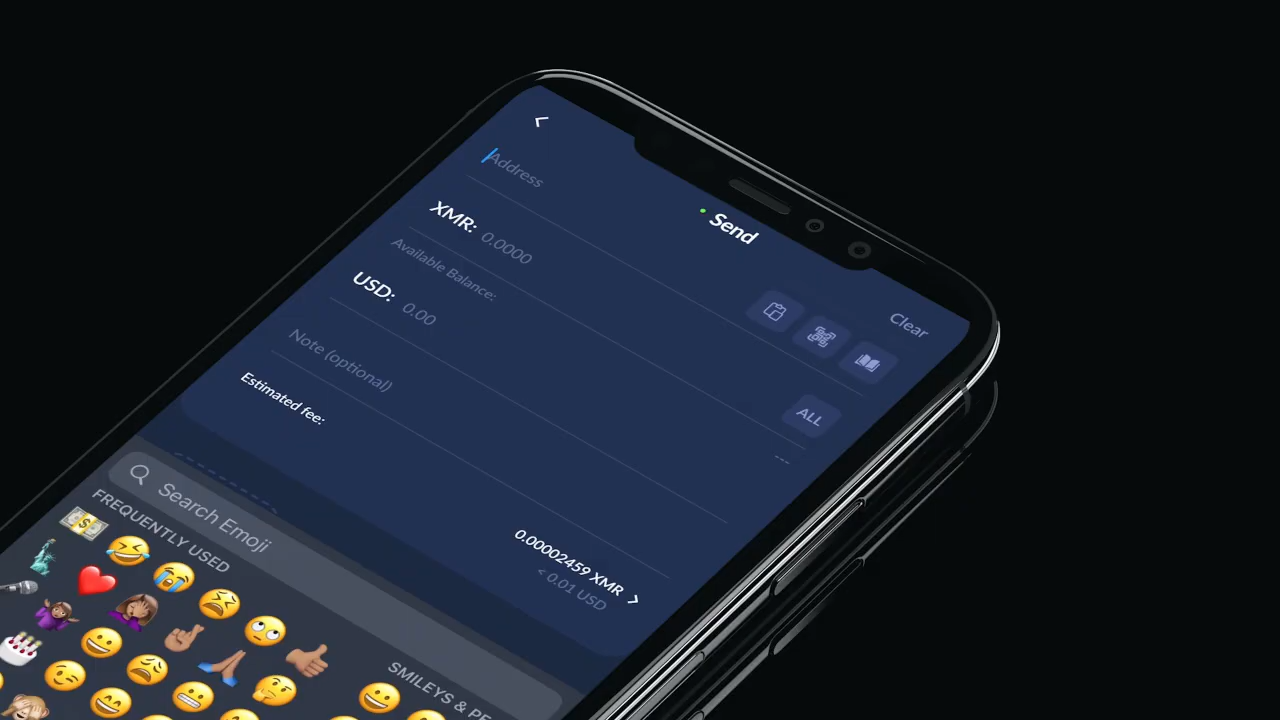 Send
Clear
Address
XMR: 0.0000
ALL
Available Balance:
---
USD: 0.00
Note (optional)
Estimated fee:
0.00002459 XMR
< 0.01 USD
Search Emoji
FREQUENTLY USED
SMILEYS & PE